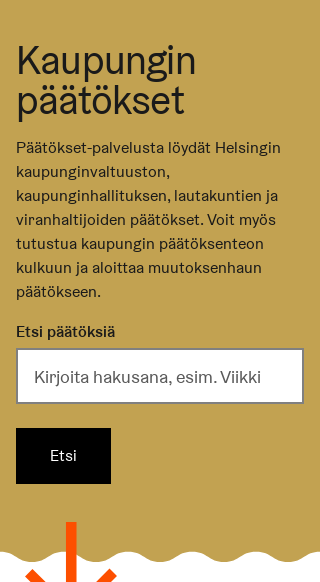 Kaupungin
päätökset
Päätökset-palvelusta löydät Helsingin
kaupunginvaltuuston,
kaupunginhallituksen, lautakuntien ja
viranhaltijoiden päätökset. Voit myös
tutustua kaupungin päätöksenteon
kulkuun ja aloittaa muutoksenhaun
päätökseen.
Etsi päätöksiä
Kirjoita hakusana, esim. Viikki
Etsi